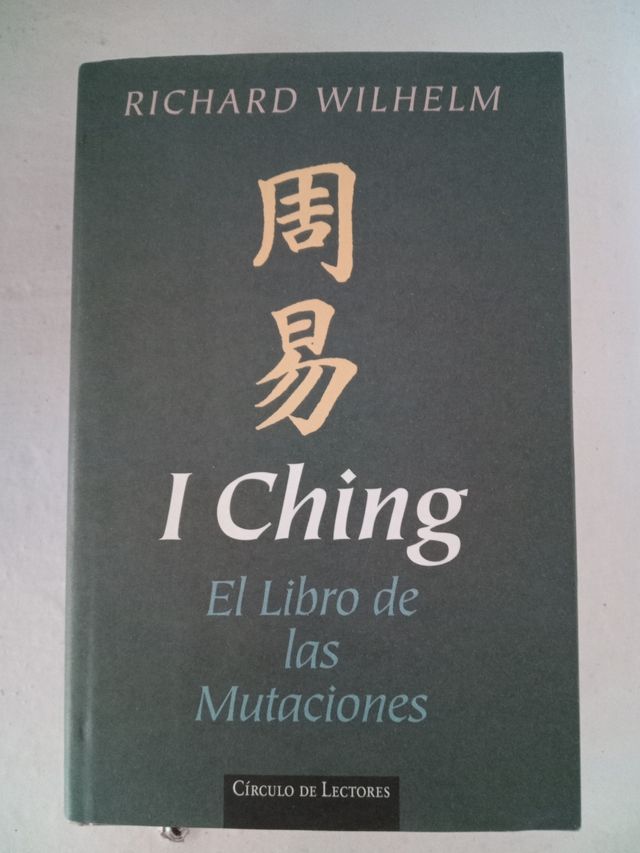 RICHARD WILHELM
周
易
I Ching
El Libro de
las
Mutaciones
CÍRCULO DE LECTORES